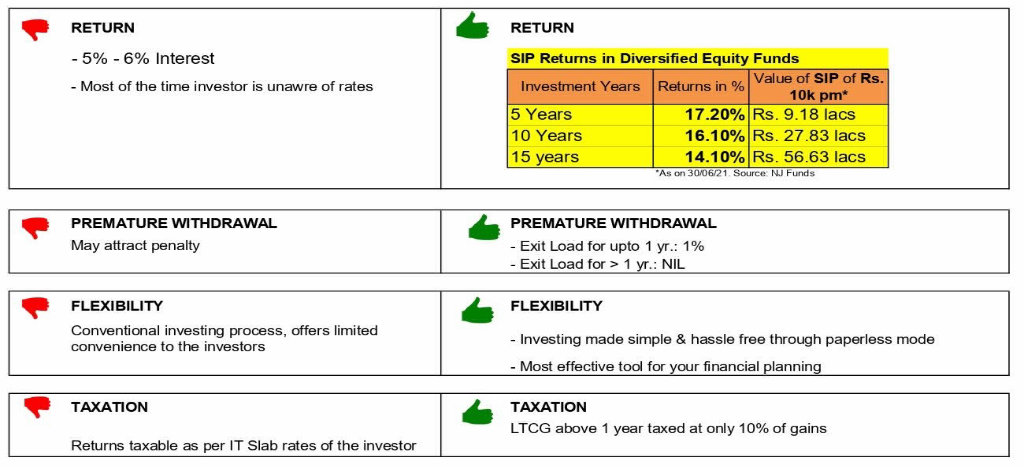 RETURN
- 5% - 6% Interest
- Most of the time investor is unawre of rates
RETURN
SIP Returns in Diversified Equity Funds
Investment Years Returns in % Value of SIP of Rs.
10k pm*
5 Years 17.20% Rs. 9.18 lacs
10 Years 16.10% Rs. 27.83 lacs
15 years 14.10% Rs. 56.63 lacs
*As on 30/06/21. Source: NJ Funds
PREMATURE WITHDRAWAL
May attract penalty
PREMATURE WITHDRAWAL
- Exit Load for upto 1 yr.: 1%
- Exit Load for > 1 yr.: NIL
FLEXIBILITY
Conventional investing process, offers limited
convenience to the investors
FLEXIBILITY
- Investing made simple & hassle free through paperless mode
- Most effective tool for your financial planning
TAXATION
Returns taxable as per IT Slab rates of the investor
TAXATION
LTCG above 1 year taxed at only 10% of gains